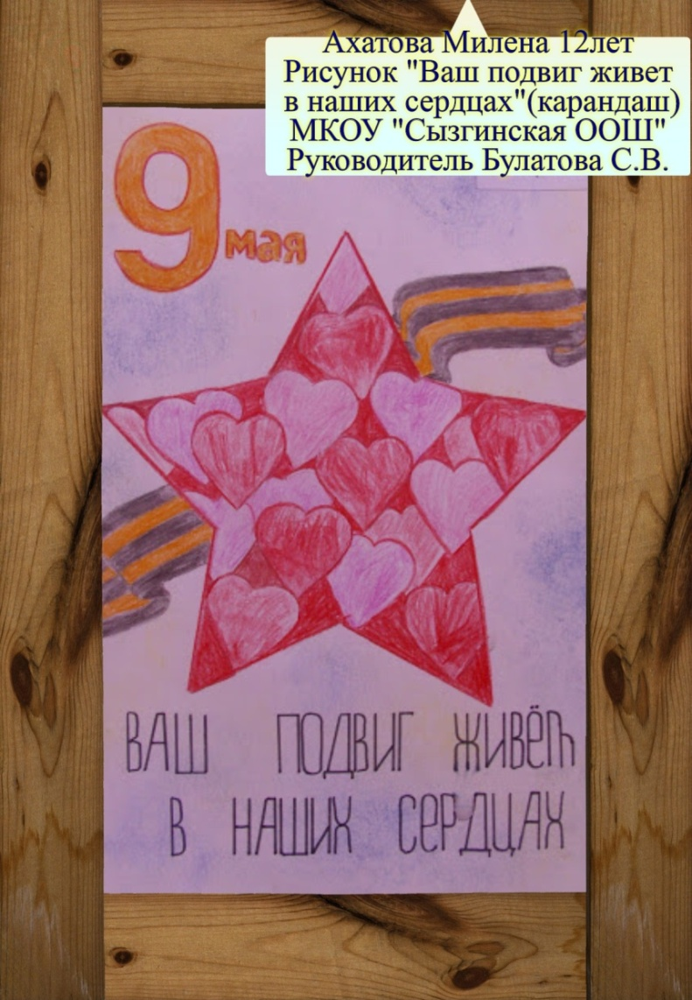 Ахатова Милена 12лет
Рисунок "Ваш подвиг живет
в наших сердцах"(карандаш)
МКОУ "Сызгинская ООШ"
Руководитель Булатова С.В.
9 мая
ВАШ ПОДВИГ ЖИВЁТ
В НАШИХ СЕРДЦАХ